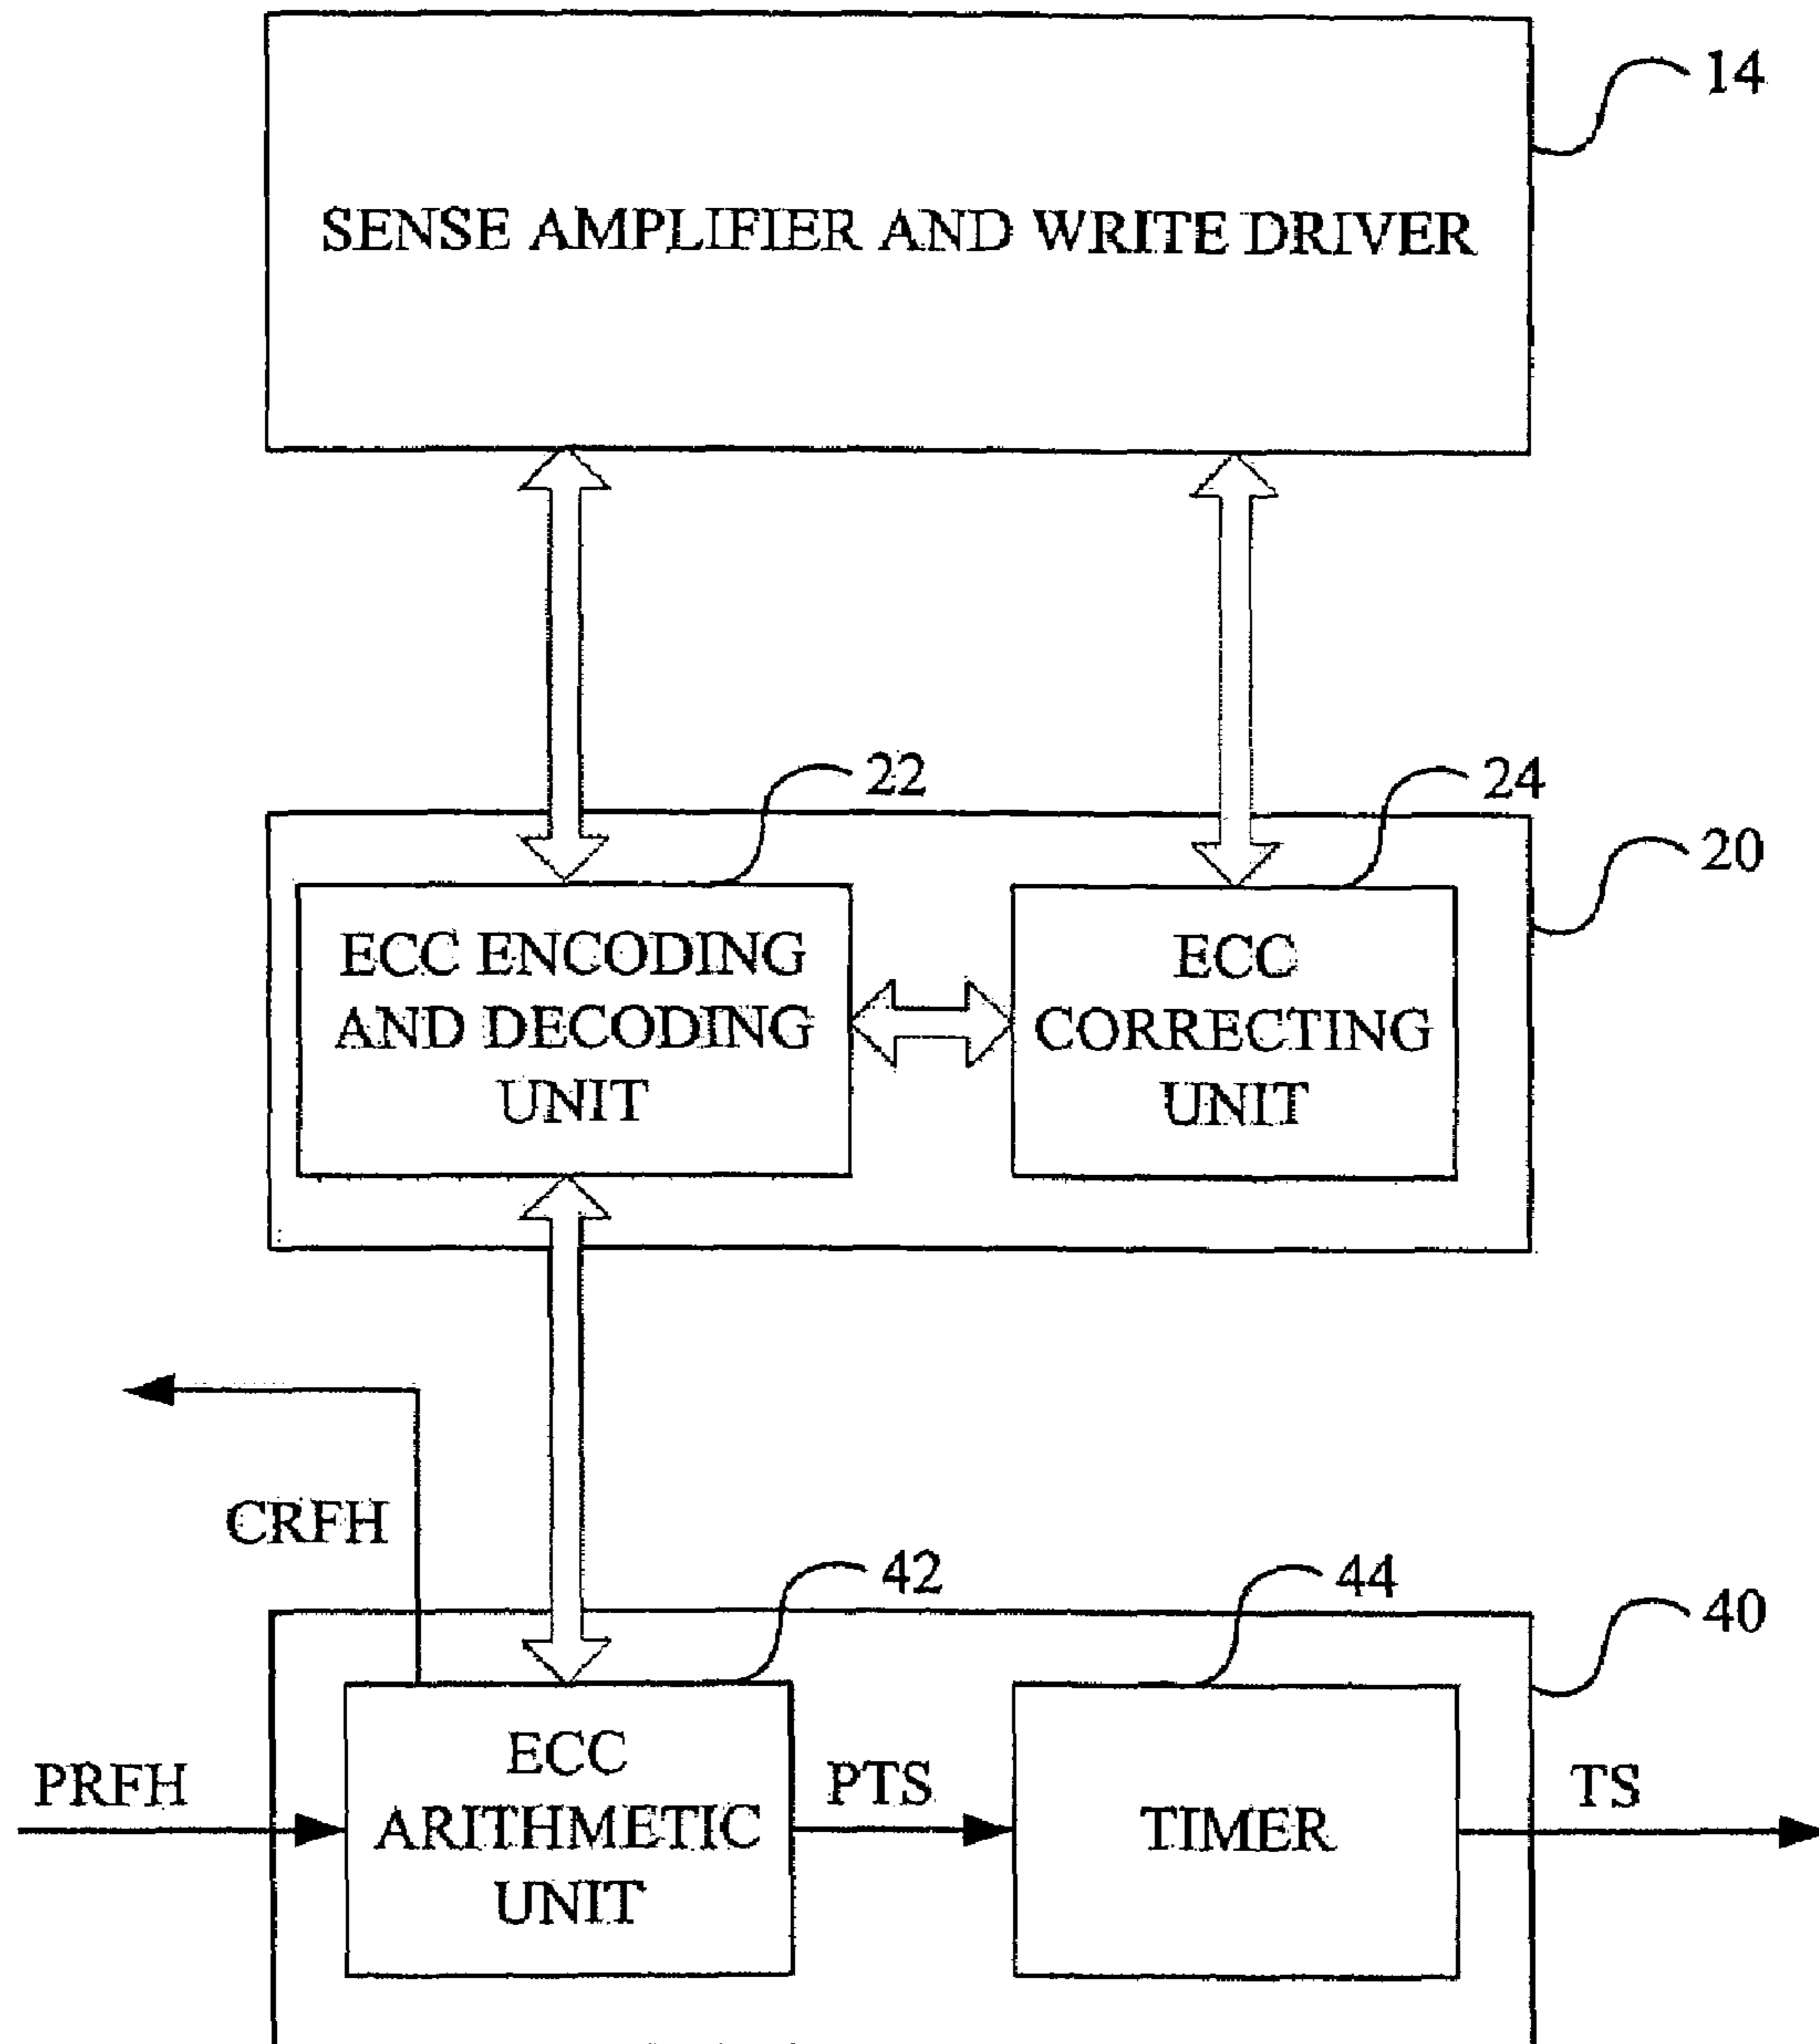 14
SENSE AMPLIFIER AND WRITE DRIVER
22
24
20
ECC ENCODING
AND DECODING
UNIT
ECC
CORRECTING
UNIT
CRFH
42
44
40
PRFH
ECC
ARITHMETIC
UNIT
PTS
TIMER
TS